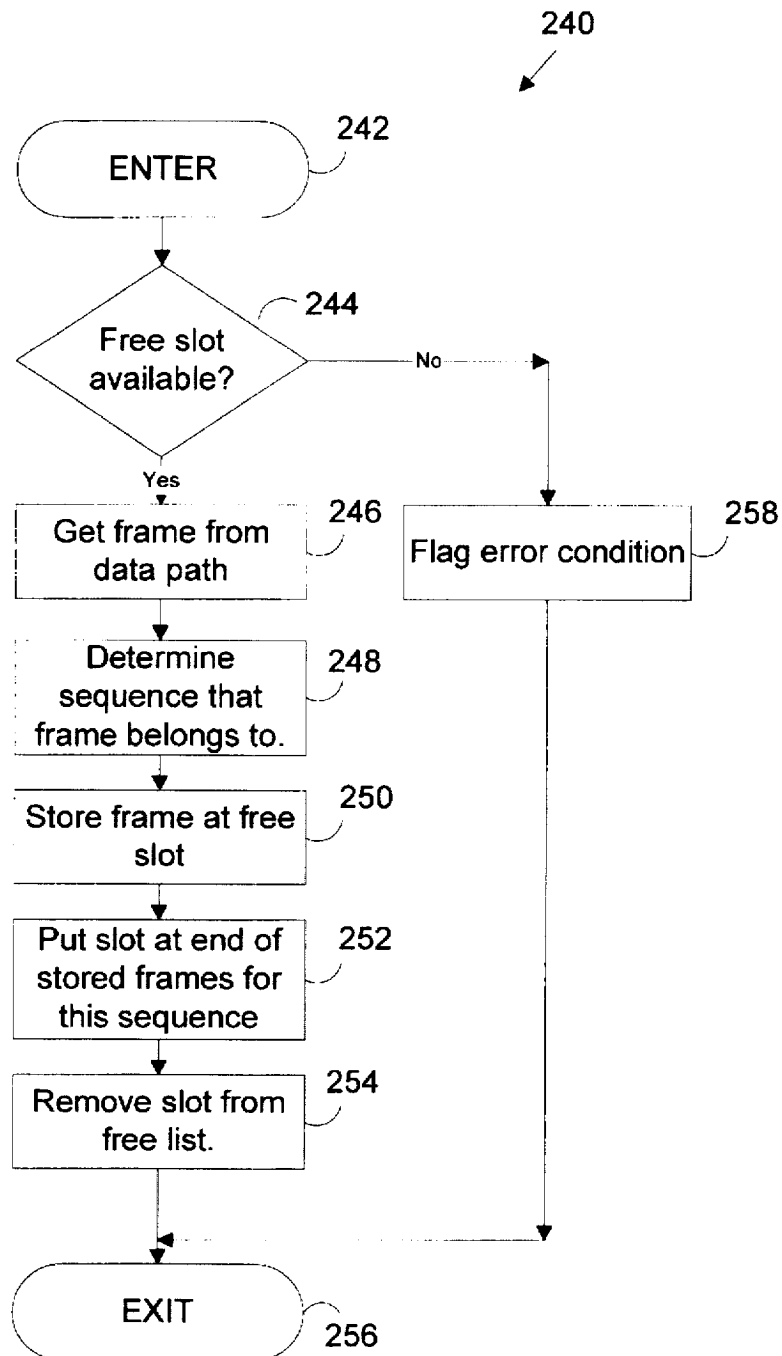 240
242
ENTER
244
Free slot
available?
No
Yes
246
Get frame from
data path
258
Flag error condition
248
Determine
sequence that
frame belongs to.
250
Store frame at free
slot
252
Put slot at end of
stored frames for
this sequence
254
Remove slot from
free list.
EXIT
256